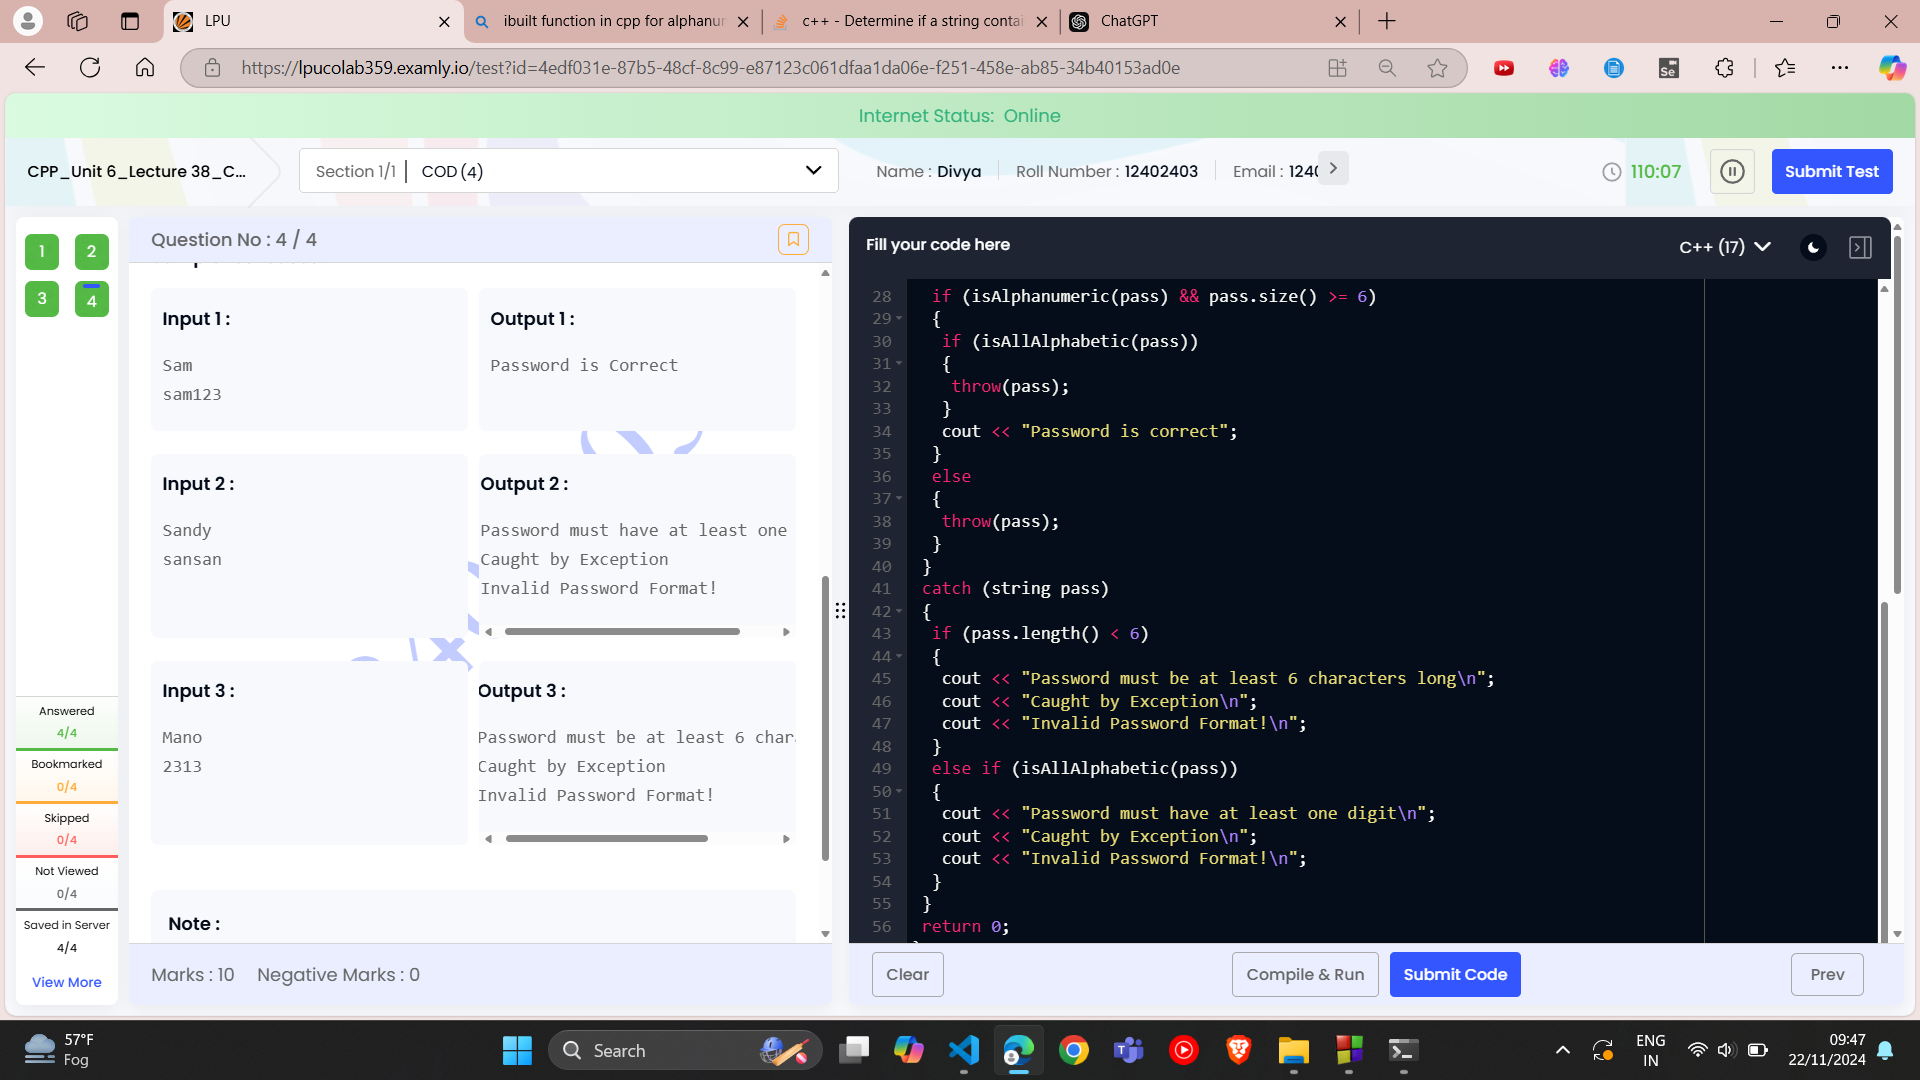 LPU
ibuilt function in cpp for alphanu
c++ - Determine if a string conta
ChatGPT
https://lpucolab359.examly.io/test?id=4edf031e-87b5-48cf-8c99-e87123c061dfaa1da06e-f251-458e-ab85-34b40153ad0e
Internet Status: Online
CPP_Unit 6_Lecture 38_C...
Section 1/1
COD (4)
Name : Divya
Roll Number : 12402403
Email : 1240
110:07
Submit Test
1 2
3 4
Question No : 4 / 4
Input 1 :
Sam
sam123
Output 1 :
Password is Correct
Input 2 :
Sandy
sansan
Output 2 :
Password must have at least one
Caught by Exception
Invalid Password Format!
Input 3 :
Mano
2313
Output 3 :
Password must be at least 6 char
Caught by Exception
Invalid Password Format!
Note :
Answered
4/4
Bookmarked
0/4
Skipped
0/4
Not Viewed
0/4
Saved in Server
4/4
View More
Marks : 10 Negative Marks : 0
Fill your code here
C++ (17)
28 if (isAlphanumeric(pass) && pass.size() >= 6)
29 {
30 if (isAllAlphabetic(pass))
31 {
32 throw(pass);
33 }
34 cout << "Password is correct";
35 }
36 else
37 {
38 throw(pass);
39 }
40 }
41 catch (string pass)
42 {
43 if (pass.length() < 6)
44 {
45 cout << "Password must be at least 6 characters long\n";
46 cout << "Caught by Exception\n";
47 cout << "Invalid Password Format!\n";
48 }
49 else if (isAllAlphabetic(pass))
50 {
51 cout << "Password must have at least one digit\n";
52 cout << "Caught by Exception\n";
53 cout << "Invalid Password Format!\n";
54 }
55 }
56 return 0;
Clear
Compile & Run
Submit Code
Prev
57°F
Fog
Search
ENG
IN
09:47
22/11/2024